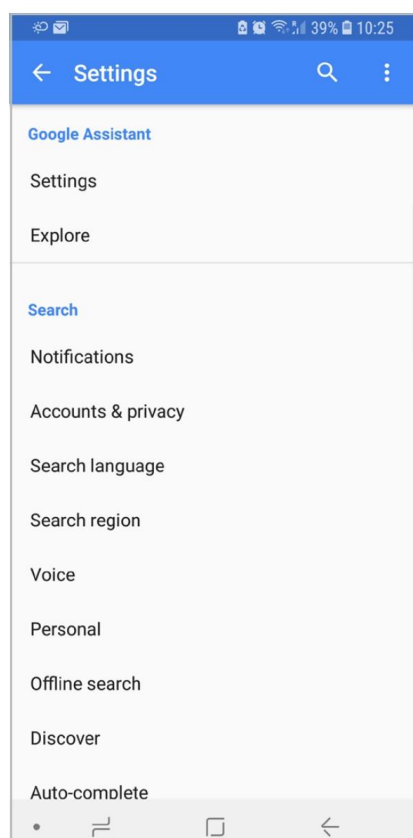 39% 10:25
Settings
Google Assistant
Settings
Explore
Search
Notifications
Accounts & privacy
Search language
Search region
Voice
Personal
Offline search
Discover
Auto-complete